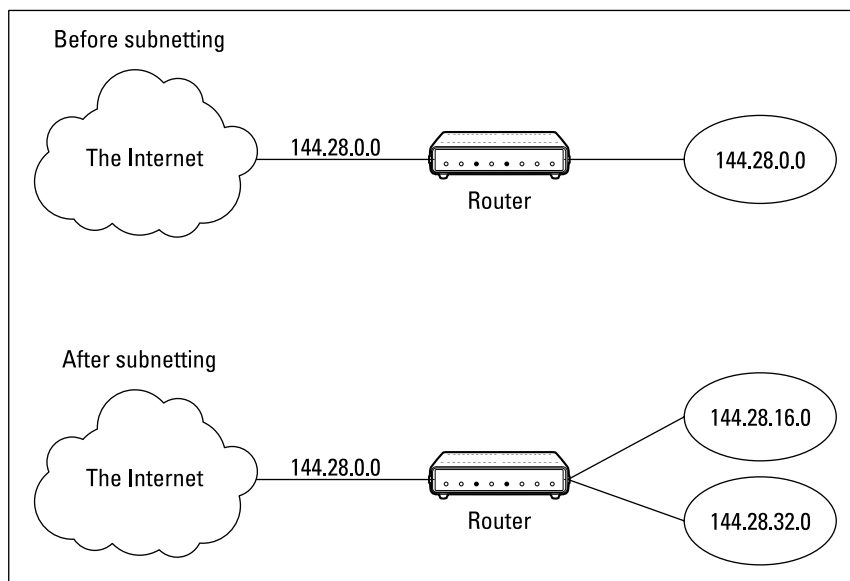 Before subnetting
The Internet
144.28.0.0
Router
144.28.0.0
After subnetting
The Internet
144.28.0.0
Router
144.28.16.0
144.28.32.0